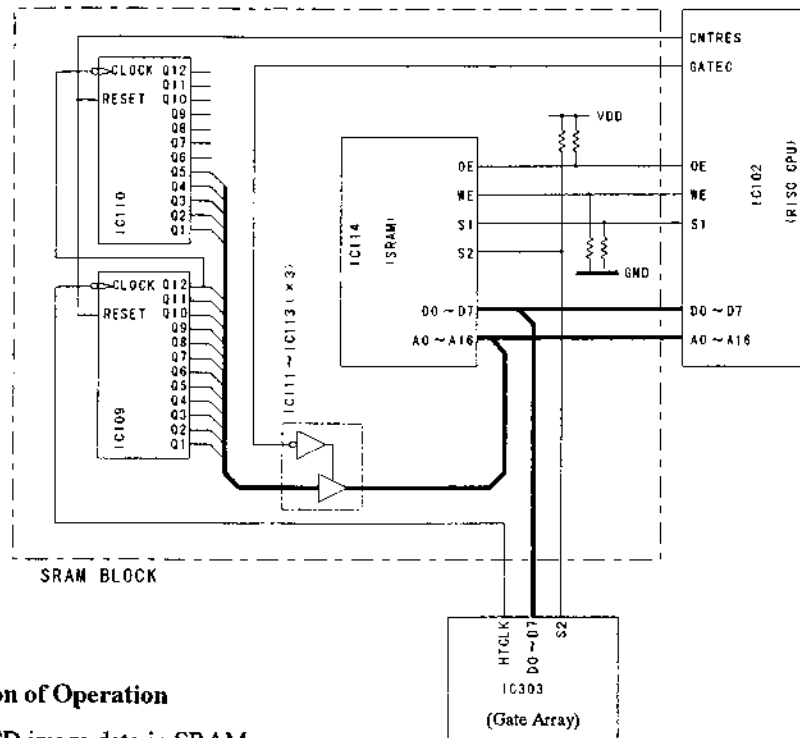 CNTRES
GATEC
CLOCK Q12
Q11
RESET Q10
Q9
Q8
Q7
Q6
Q5
Q4
Q3
Q2
Q1
IC110
CLOCK Q12
Q11
RESET Q10
Q9
Q8
Q7
Q6
Q5
Q4
Q3
Q2
Q1
IC109
IC111~IC113(×3)
VDD
OE
WE
S1
S2
D0~D7
A0~A16
IC114
(SRAM)
GND
OE
WE
S1
D0~D7
A0~A16
IC102
(RISC CPU)
SRAM BLOCK
HTCLK
D0~D7
S2
IC303
(Gate Array)
on of Operation
image data in SRAM